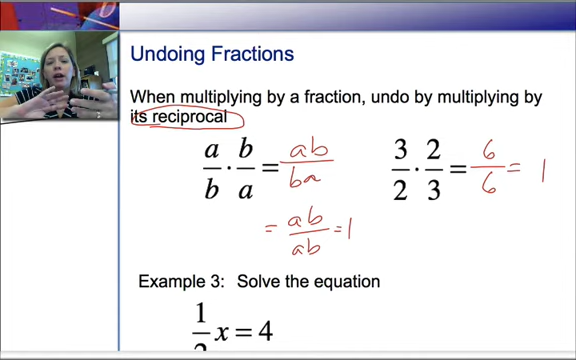 Undoing Fractions
When multiplying by a fraction, undo by multiplying by
its reciprocal
a/b · b/a = ab/ba
= ab/ab = 1
3/2 · 2/3 = 6/6 = 1
Example 3: Solve the equation
1/2 x = 4